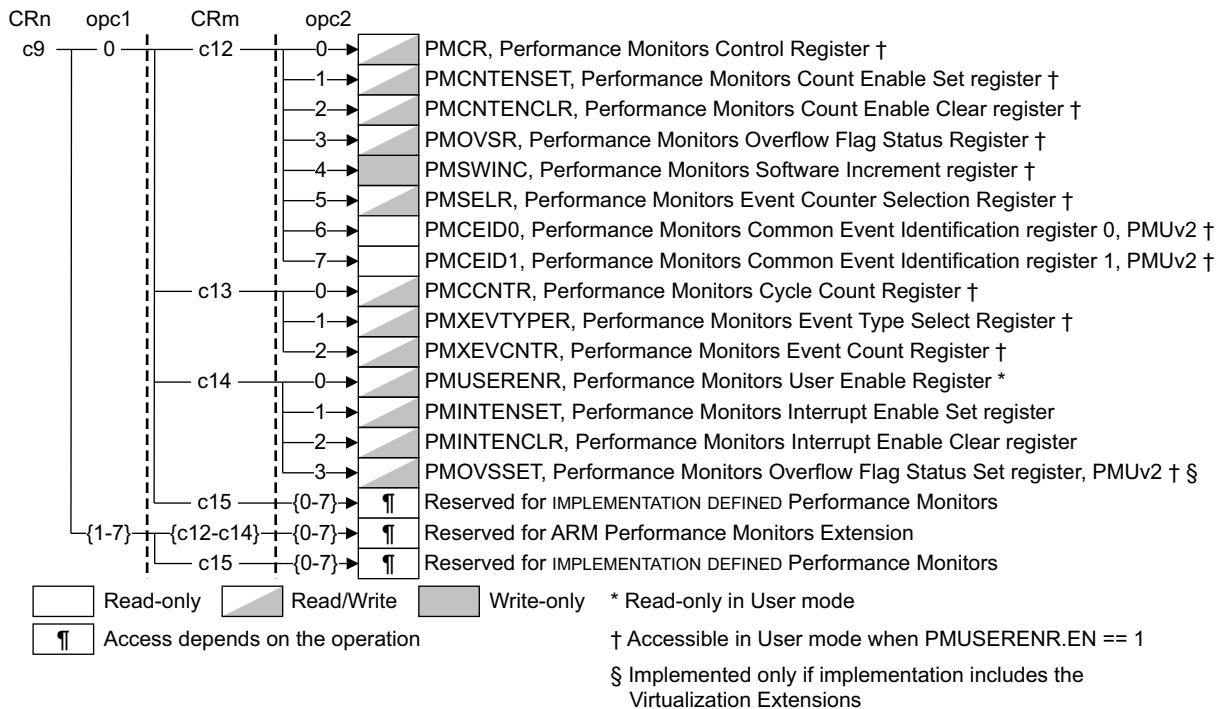 CRn opc1 CRm opc2
c9 0 c12 0 PMCR, Performance Monitors Control Register †
1 PMCNTENSET, Performance Monitors Count Enable Set register †
2 PMCNTENCLR, Performance Monitors Count Enable Clear register †
3 PMOVSR, Performance Monitors Overflow Flag Status Register †
4 PMSWINC, Performance Monitors Software Increment register †
5 PMSELR, Performance Monitors Event Counter Selection Register †
6 PMCEID0, Performance Monitors Common Event Identification register 0, PMUv2 †
7 PMCEID1, Performance Monitors Common Event Identification register 1, PMUv2 †
c13 0 PMCCNTR, Performance Monitors Cycle Count Register †
1 PMXEVTYPER, Performance Monitors Event Type Select Register †
2 PMXEVCNTR, Performance Monitors Event Count Register †
c14 0 PMUSERENR, Performance Monitors User Enable Register *
1 PMINTENSET, Performance Monitors Interrupt Enable Set register
2 PMINTENCLR, Performance Monitors Interrupt Enable Clear register
3 PMOVSSET, Performance Monitors Overflow Flag Status Set register, PMUv2 † §
c15 {0-7} ¶ Reserved for IMPLEMENTATION DEFINED Performance Monitors
{1-7} {c12-c14} {0-7} ¶ Reserved for ARM Performance Monitors Extension
c15 {0-7} ¶ Reserved for IMPLEMENTATION DEFINED Performance Monitors
Read-only Read/Write Write-only * Read-only in User mode
¶ Access depends on the operation † Accessible in User mode when PMUSERENR.EN == 1
§ Implemented only if implementation includes the
Virtualization Extensions